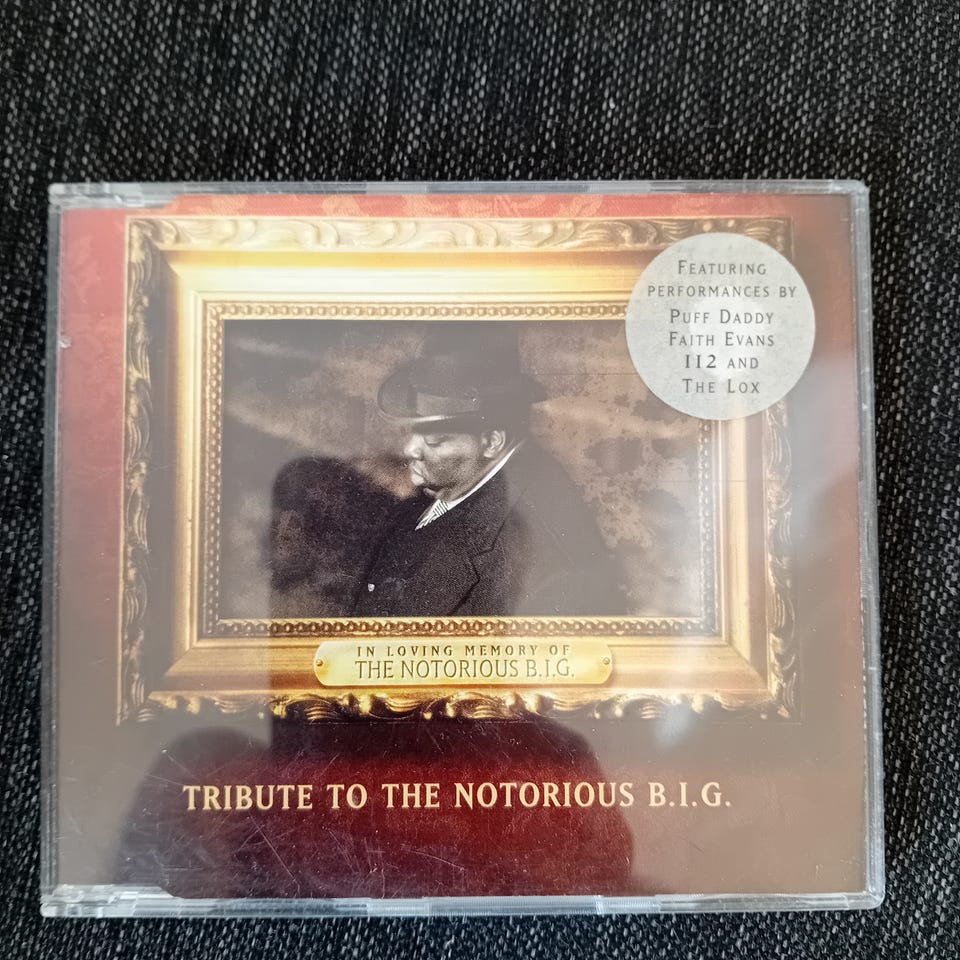 FEATURING
PERFORMANCES BY
PUFF DADDY
FAITH EVANS
112 AND
THE LOX
IN LOVING MEMORY OF
THE NOTORIOUS B.I.G.
TRIBUTE TO THE NOTORIOUS B.I.G.